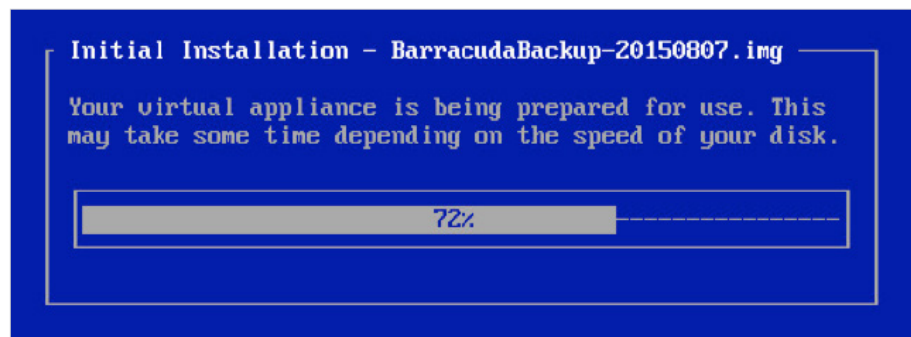 Initial Installation - BarracudaBackup-20150807.img
Your virtual appliance is being prepared for use. This
may take some time depending on the speed of your disk.
72%